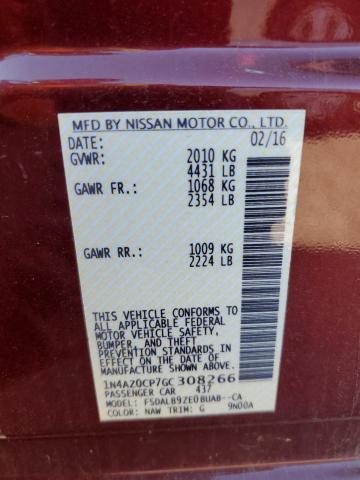 MFD BY NISSAN MOTOR CO., LTD.
DATE: 02/16
GVWR: 2010 KG
4431 LB
GAWR FR.: 1068 KG
2354 LB
GAWR RR.: 1009 KG
2224 LB
THIS VEHICLE CONFORMS TO
ALL APPLICABLE U.S. FEDERAL
MOTOR VEHICLE SAFETY,
BUMPER, AND THEFT
PREVENTION STANDARDS IN
EFFECT ON THE DATE OF
MANUFACTURE SHOWN ABOVE.
1N4AZ0CP7GC308266
PASSENGER CAR 437
MODEL: FSDALB9ZE0BUAB--CA
COLOR: NAW TRIM: G 9N00A